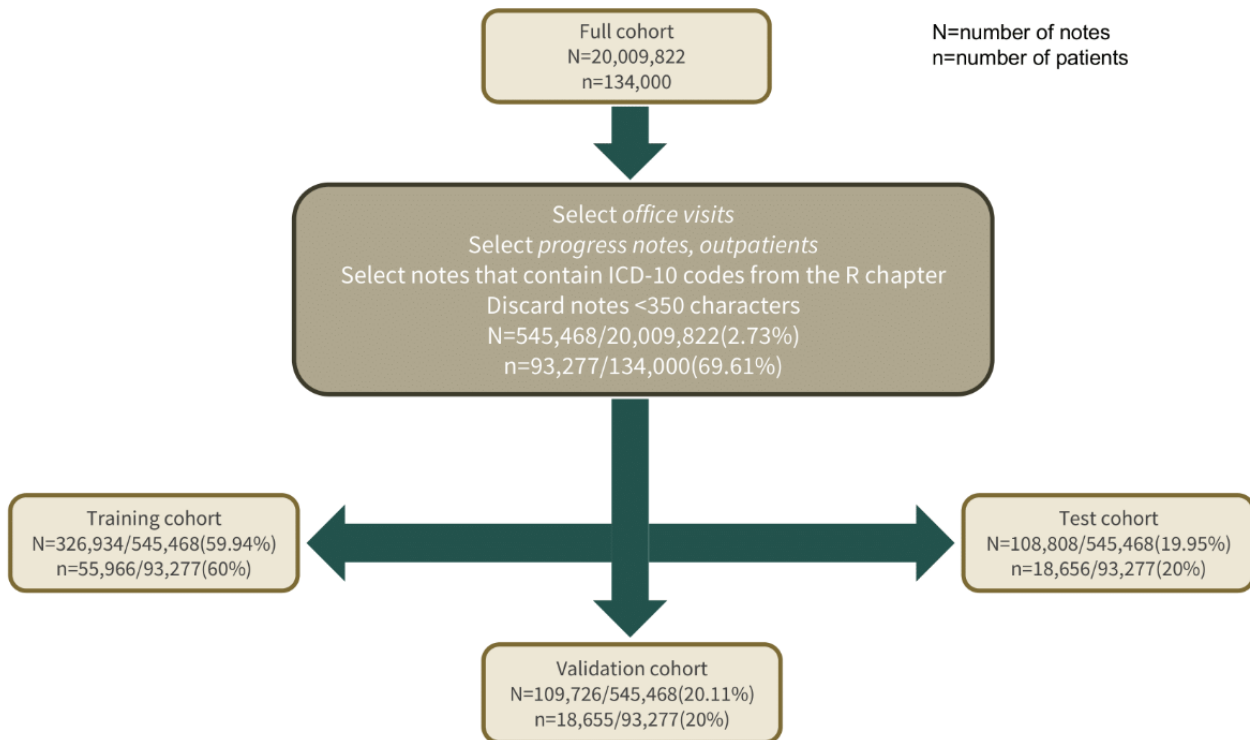 Full cohort
N=20,009,822
n=134,000
N=number of notes
n=number of patients
Select office visits
Select progress notes, outpatients
Select notes that contain ICD-10 codes from the R chapter
Discard notes <350 characters
N=545,468/20,009,822(2.73%)
n=93,277/134,000(69.61%)
Training cohort
N=326,934/545,468(59.94%)
n=55,966/93,277(60%)
Test cohort
N=108,808/545,468(19.95%)
n=18,656/93,277(20%)
Validation cohort
N=109,726/545,468(20.11%)
n=18,655/93,277(20%)